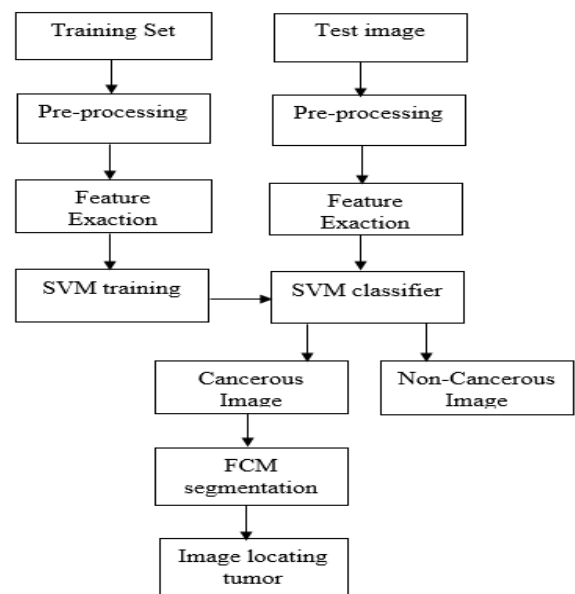 Training Set
Test image
Pre-processing
Pre-processing
Feature
Exaction
Feature
Exaction
SVM training
SVM classifier
Cancerous
Image
Non-Cancerous
Image
FCM
segmentation
Image locating
tumor